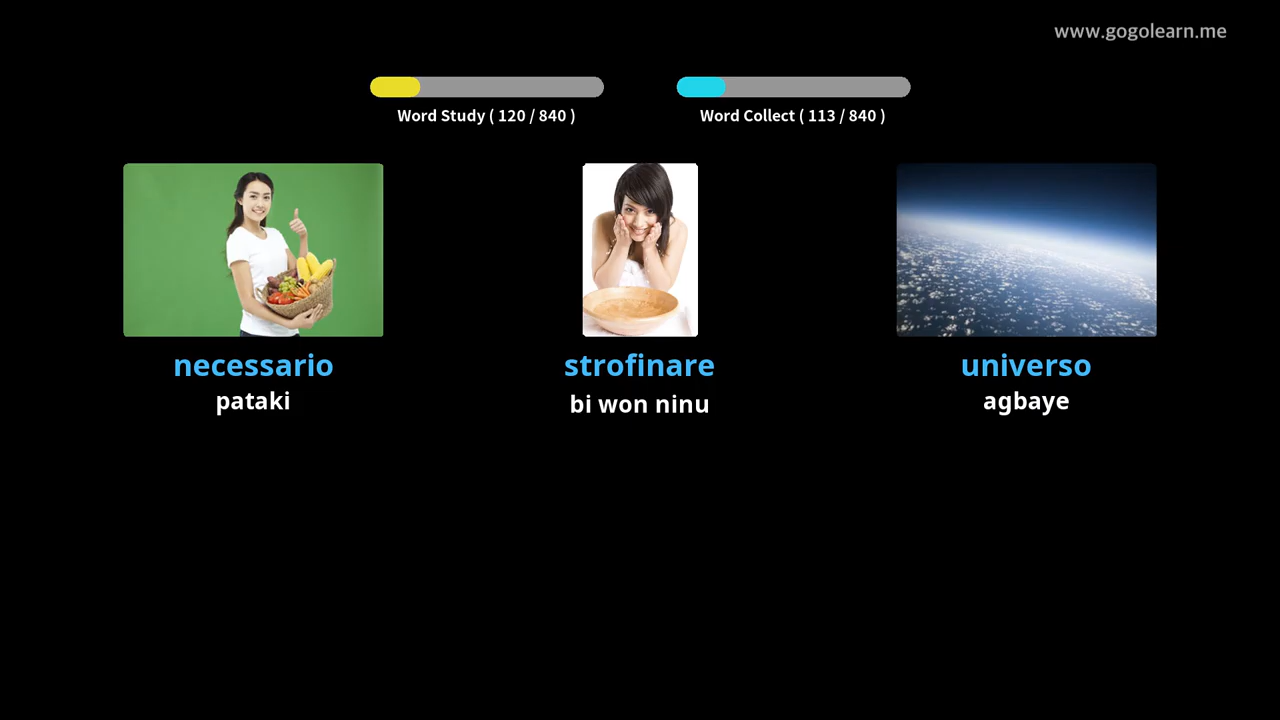 www.gogolearn.me
Word Study ( 120 / 840 )
Word Collect ( 113 / 840 )
necessario
strofinare
universo
pataki
bi won ninu
agbaye